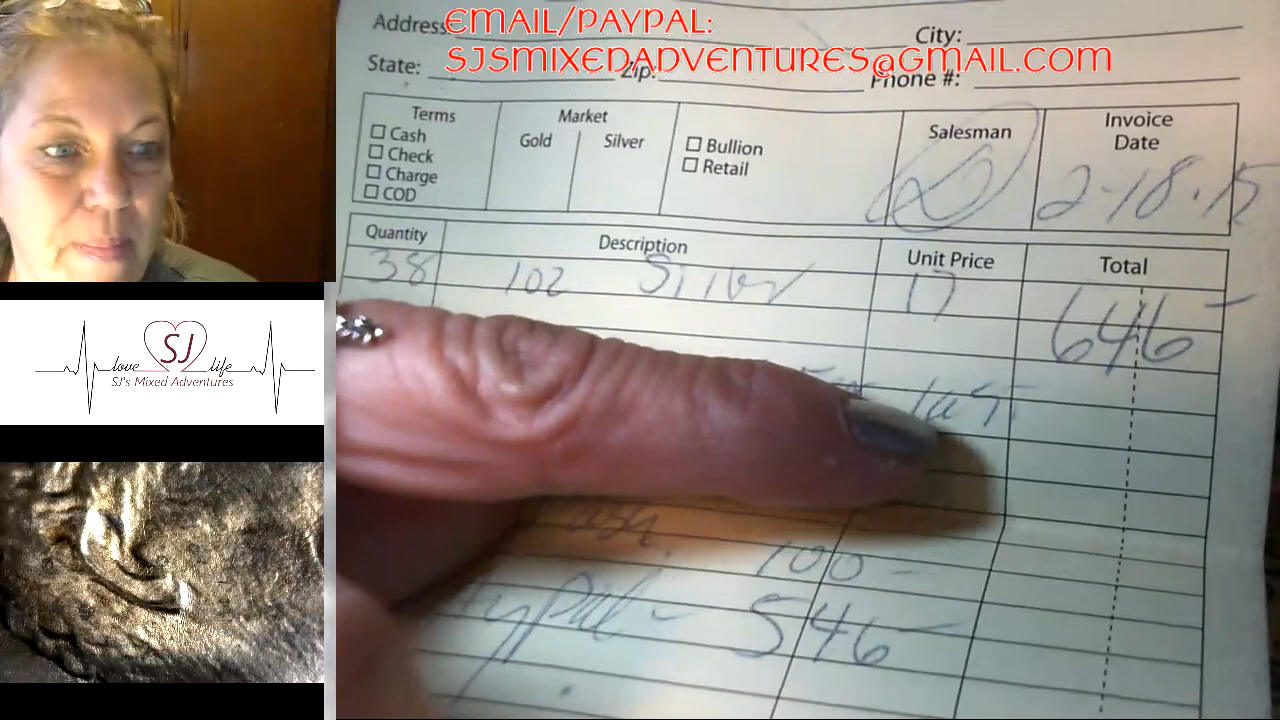 EMAIL/PAYPAL:
SJSMIXEDADVENTURES@GMAIL.COM
Address
City:
State:
Zip:
Phone #:
Terms
Cash
Check
Charge
COD
Market
Gold
Silver
Bullion
Retail
Salesman
D
Invoice
Date
2-18-15
Quantity
Description
Unit Price
Total
38
102 Silver
17
646-
100-
ypal- 546-
love SJ life
SJ's Mixed Adventures